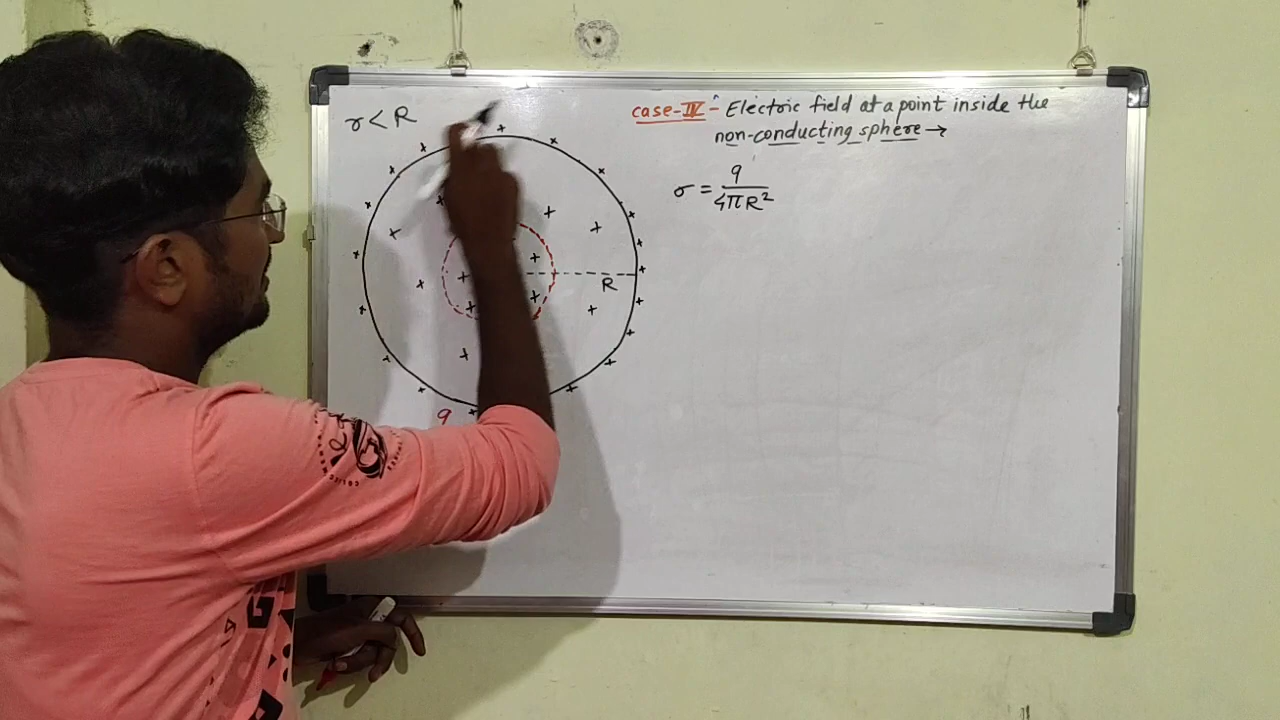 r < R
case-IV - Electric field at a point inside the
non-conducting sphere →
σ = q / 4πR²
R
q